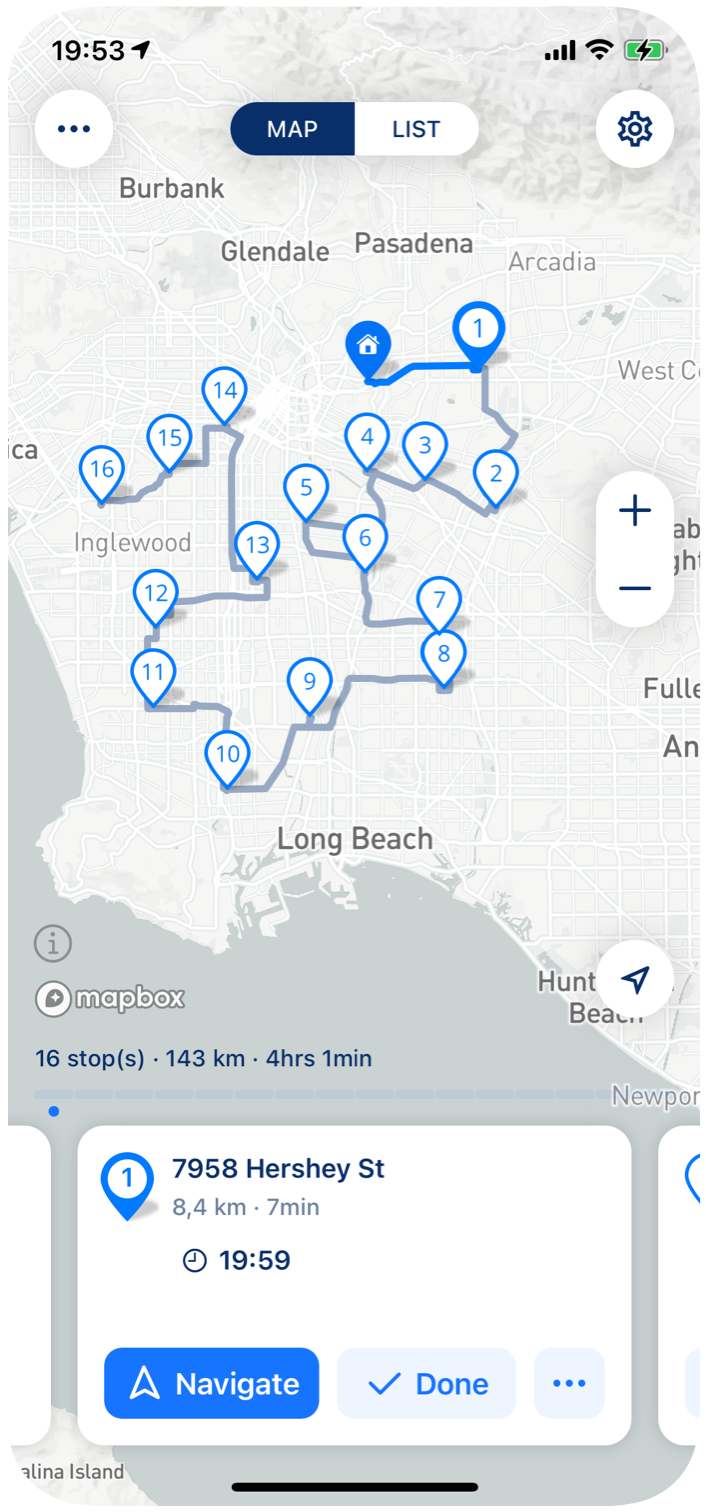 19:53
MAP LIST
Burbank
Glendale
Pasadena
Arcadia
1
West Co
14
ica
15
4
3
16
2
5
Inglewood
13
6
ab
ght
12
7
8
11
9
Fulle
An
10
Long Beach
mapbox
Hunt
Beach
16 stop(s) · 143 km · 4hrs 1min
Newpor
1
7958 Hershey St
8,4 km · 7min
19:59
Navigate
Done
alina Island